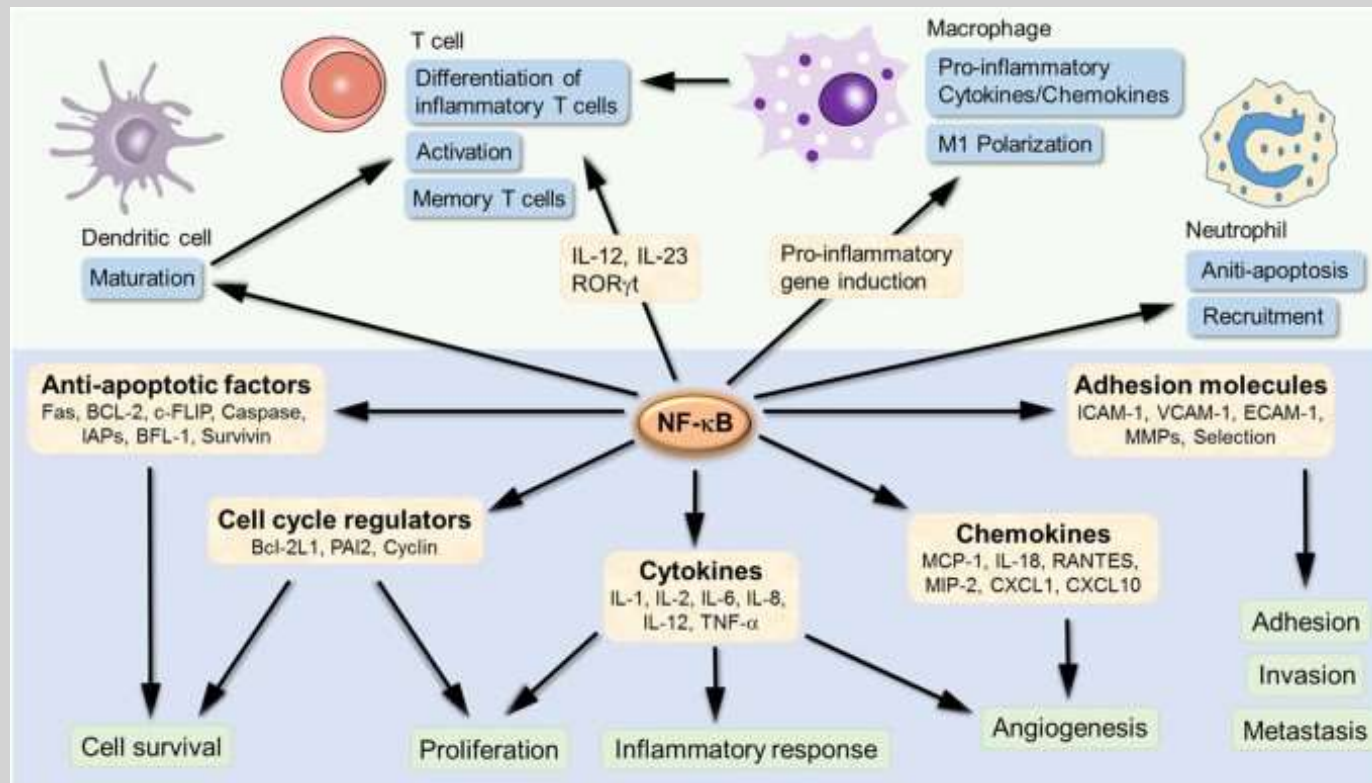 T cell
Differentiation of
inflammatory T cells
Activation
Memory T cells
Macrophage
Pro-inflammatory
Cytokines/Chemokines
M1 Polarization
Dendritic cell
Maturation
IL-12, IL-23
RORγt
Pro-inflammatory
gene induction
Neutrophil
Aniti-apoptosis
Recruitment
Anti-apoptotic factors
Fas, BCL-2, c-FLIP, Caspase,
IAPs, BFL-1, Survivin
NF-κB
Adhesion molecules
ICAM-1, VCAM-1, ECAM-1,
MMPs, Selection
Cell cycle regulators
Bcl-2L1, PAI2, Cyclin
Cytokines
IL-1, IL-2, IL-6, IL-8,
IL-12, TNF-α
Chemokines
MCP-1, IL-18, RANTES,
MIP-2, CXCL1, CXCL10
Adhesion
Invasion
Metastasis
Cell survival
Proliferation
Inflammatory response
Angiogenesis